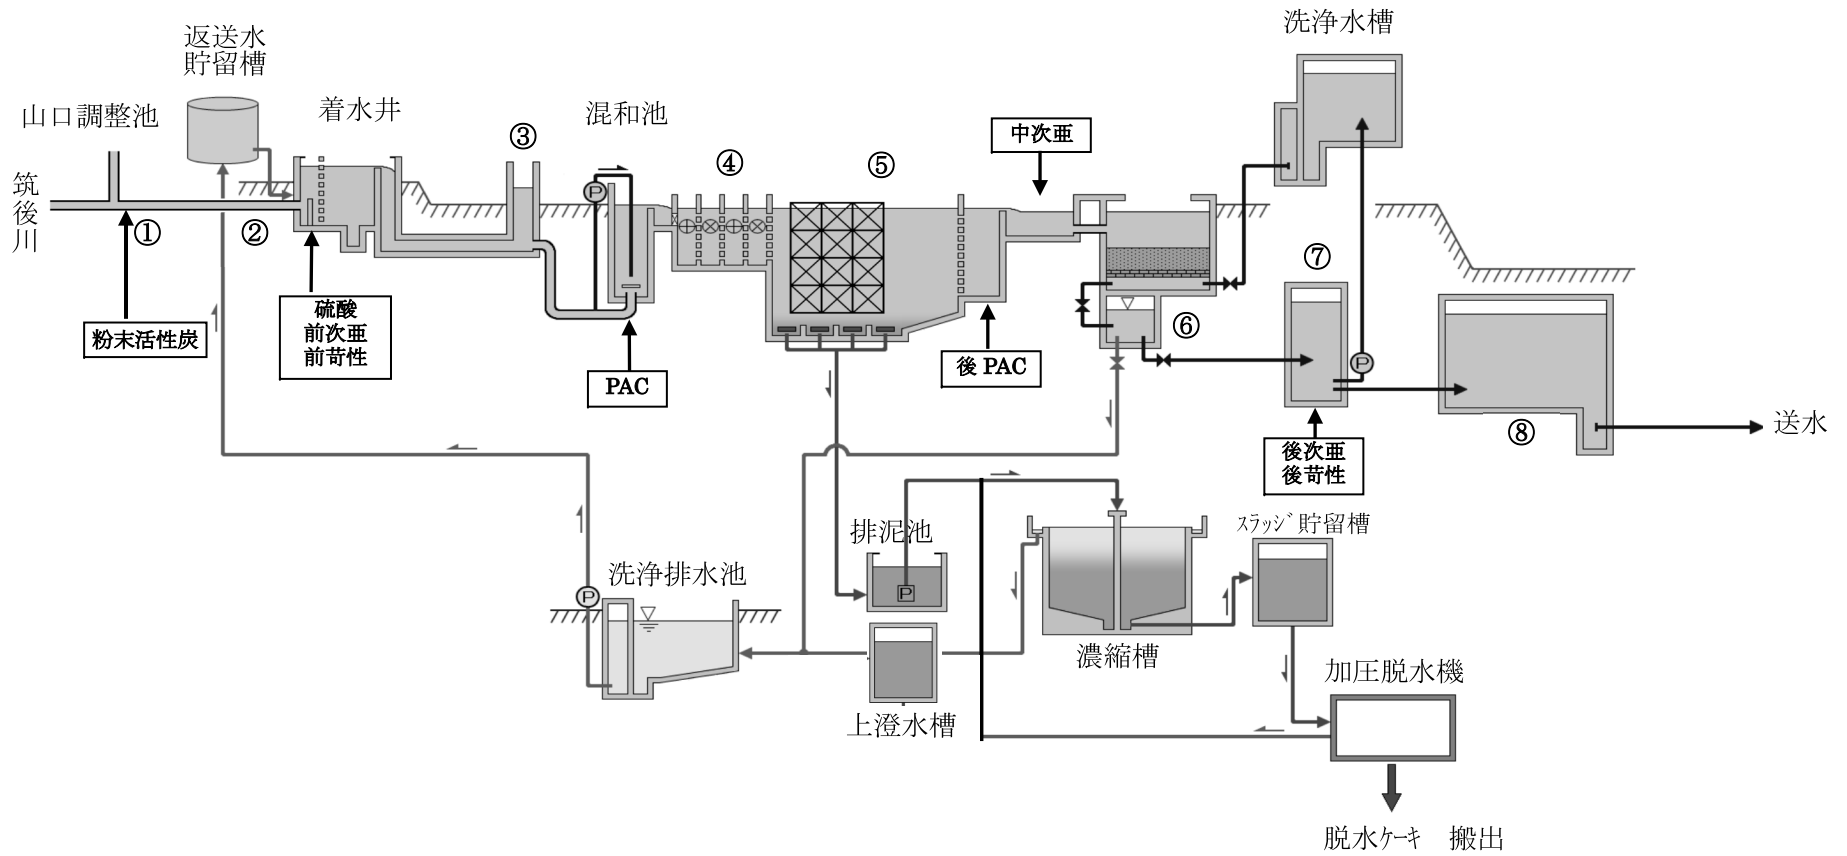 洗浄水槽
返送水
貯留槽
山口調整池
着水井
③
混和池
④
⑤
中次亜
筑後川
①
②
P
硫酸
前次亜
前苛性
粉末活性炭
PAC
後 PAC
⑥
⑦
P
後次亜
後苛性
⑧
送水
排泥池
P
ｽﾗｯｼﾞ貯留槽
洗浄排水池
P
濃縮槽
上澄水槽
加圧脱水機
脱水ｹｰｷ 搬出